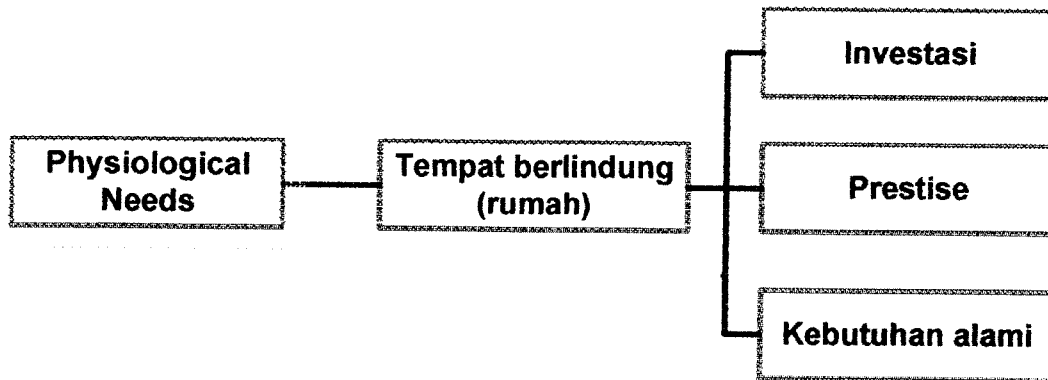 Investasi
Physiological
Needs
Tempat berlindung
(rumah)
Prestise
Kebutuhan alami